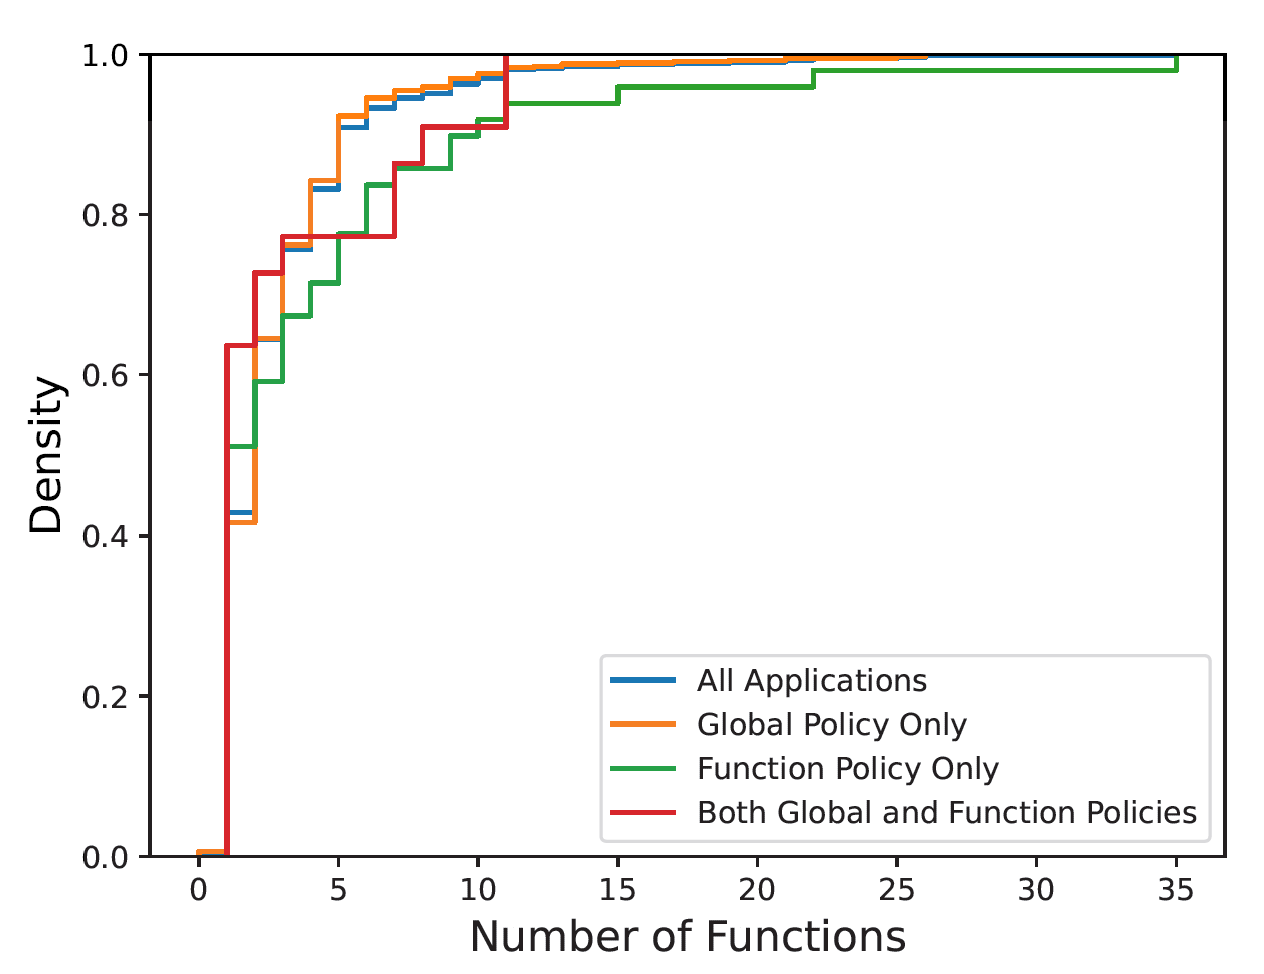 1.0
0.8
0.6
0.4
0.2
0.0
Density
0 5 10 15 20 25 30 35
Number of Functions
All Applications
Global Policy Only
Function Policy Only
Both Global and Function Policies